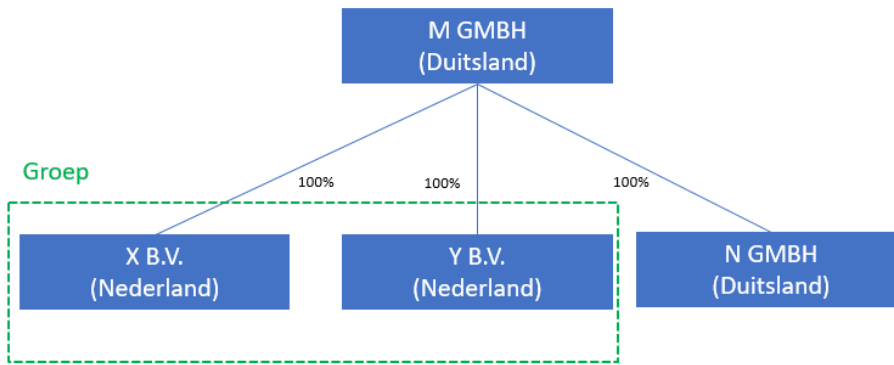 M GMBH
(Duitsland)
Groep
100%
100%
100%
X B.V.
(Nederland)
Y B.V.
(Nederland)
N GMBH
(Duitsland)